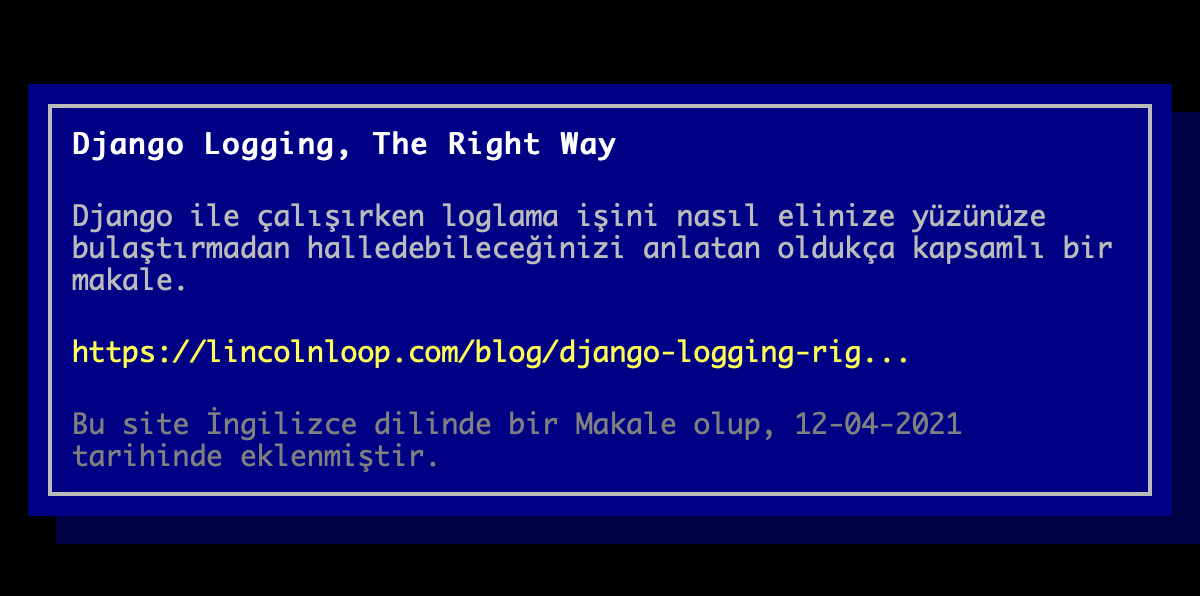 Django Logging, The Right Way
Django ile çalışırken loglama işini nasıl elinize yüzünüze
bulaştırmadan halledebileceğinizi anlatan oldukça kapsamlı bir
makale.
https://lincolnloop.com/blog/django-logging-rig...
Bu site İngilizce dilinde bir Makale olup, 12-04-2021
tarihinde eklenmiştir.